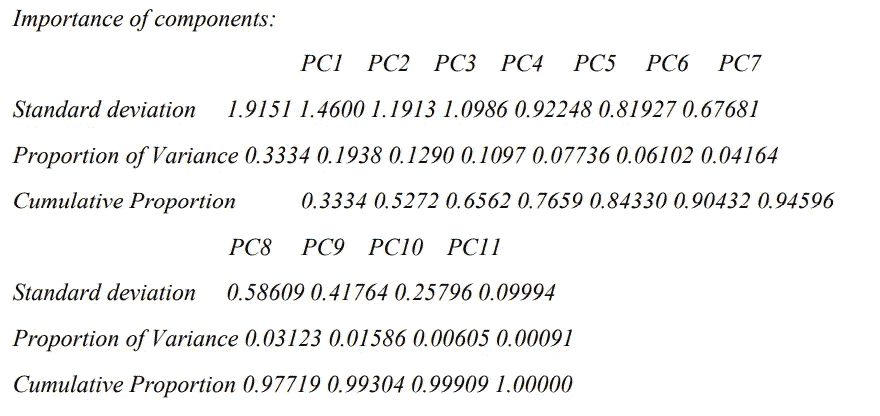 Importance of components:
PC1 PC2 PC3 PC4 PC5 PC6 PC7
Standard deviation 1.9151 1.4600 1.1913 1.0986 0.92248 0.81927 0.67681
Proportion of Variance 0.3334 0.1938 0.1290 0.1097 0.07736 0.06102 0.04164
Cumulative Proportion 0.3334 0.5272 0.6562 0.7659 0.84330 0.90432 0.94596
PC8 PC9 PC10 PC11
Standard deviation 0.58609 0.41764 0.25796 0.09994
Proportion of Variance 0.03123 0.01586 0.00605 0.00091
Cumulative Proportion 0.97719 0.99304 0.99909 1.00000